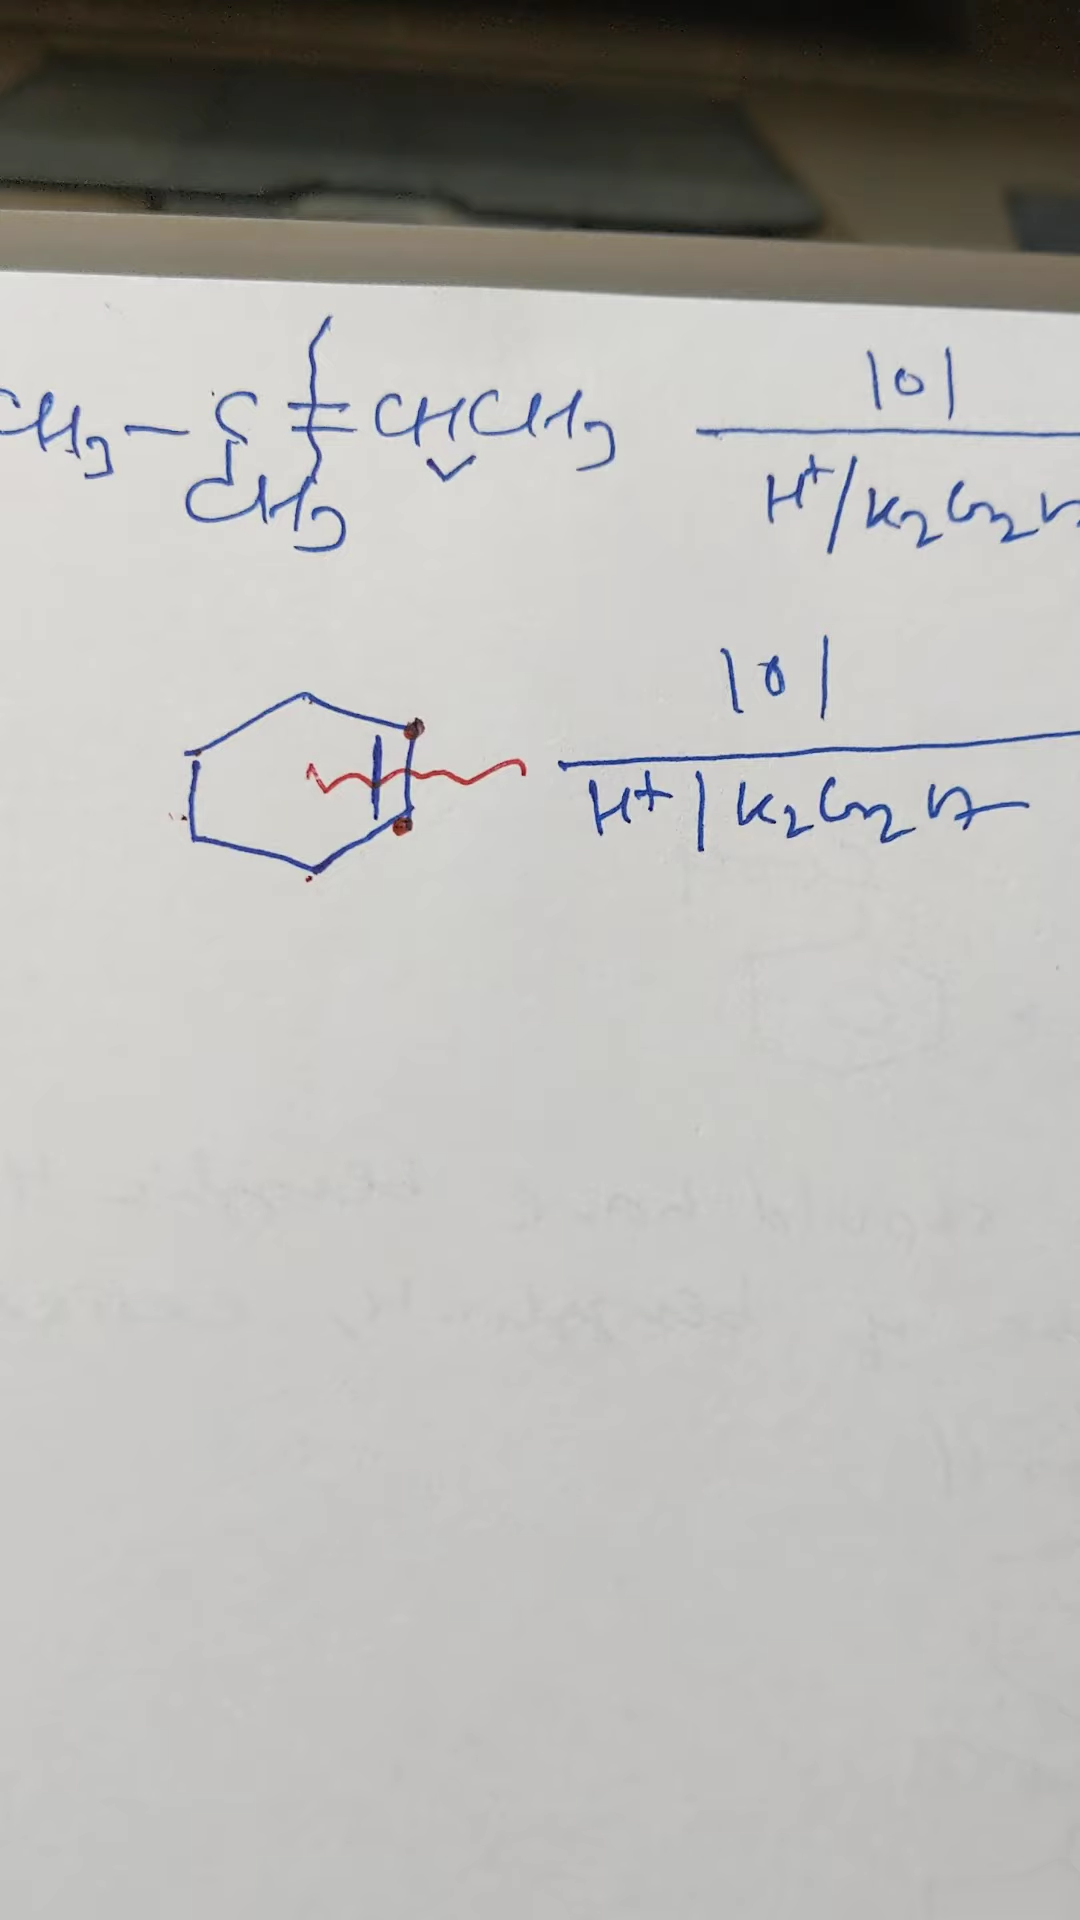 CH3 - C = CHCH3 |O|
CH3 H+/K2Cr2
|O|
H+ | K2Cr2O7